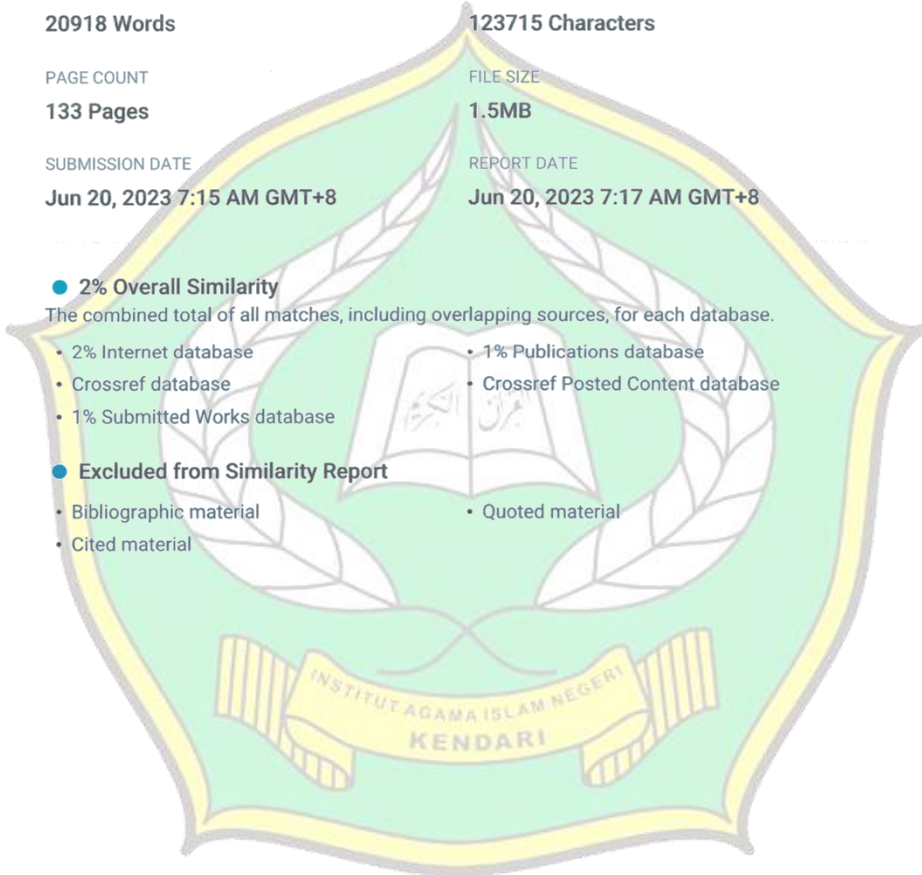 20918 Words
123715 Characters
PAGE COUNT
FILE SIZE
133 Pages
1.5MB
SUBMISSION DATE
REPORT DATE
Jun 20, 2023 7:15 AM GMT+8
Jun 20, 2023 7:17 AM GMT+8
● 2% Overall Similarity
The combined total of all matches, including overlapping sources, for each database.
• 2% Internet database
• 1% Publications database
• Crossref database
• Crossref Posted Content database
• 1% Submitted Works database
● Excluded from Similarity Report
• Bibliographic material
• Quoted material
• Cited material
القرآن الكريم
INSTITUT AGAMA ISLAM NEGERI
KENDARI